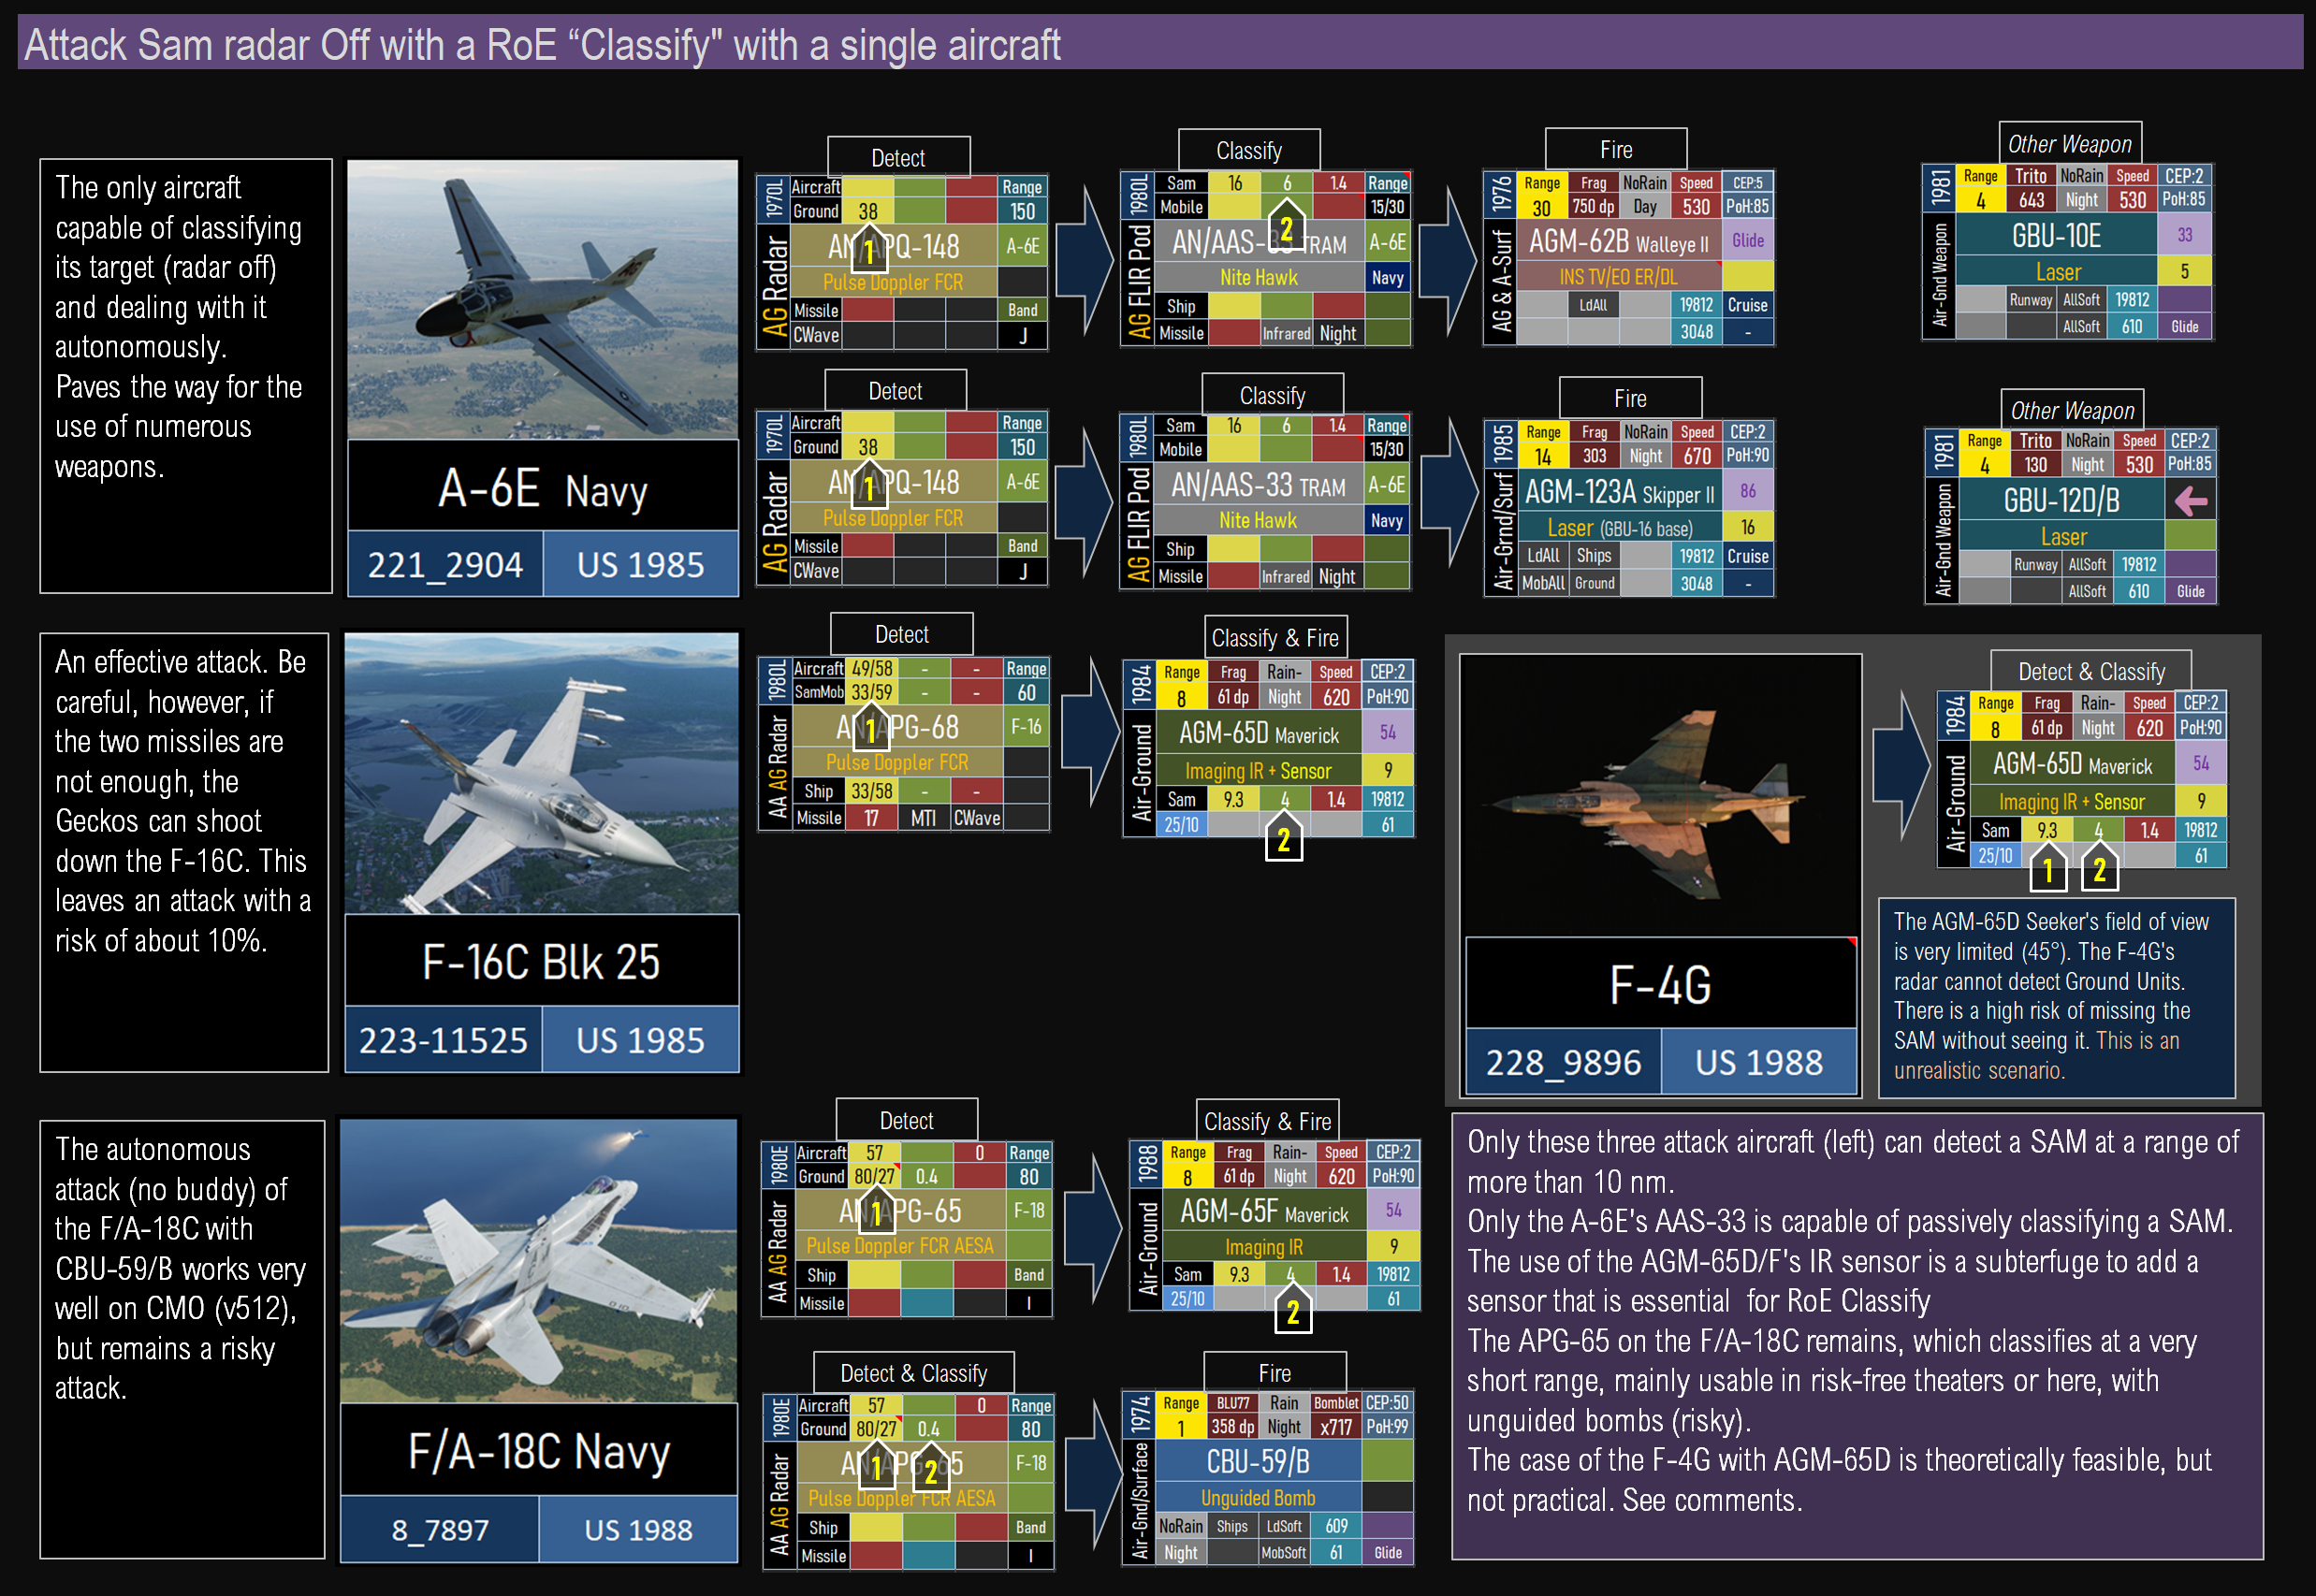 Attack Sam radar Off with a RoE “Classify" with a single aircraft
The only aircraft
capable of classifying
its target (radar off)
and dealing with it
autonomously.
Paves the way for the
use of numerous
weapons.
A-6E Navy
221_2904 US 1985
Detect
1970L Aircraft Range
Ground 38 150
AG Radar
1
A-6E
Pulse Doppler FCR
Missile Band
CWave J
Classify
1980L Sam 16 6 1.4 Range
Mobile 15/30
AG FLIR Pod
2
TRAM A-6E
Nite Hawk Navy
Ship
Missile Infrared Night
Fire
1976 Range Frag NoRain Speed CEP:5
30 750 dp Day 530 PoH:85
AG & A-Surf
AGM-62B Walleye II Glide
INS TV/EO ER/DL
LdAll 19812 Cruise
3048 -
Other Weapon
1981 Range Trito NoRain Speed CEP:2
4 643 Night 530 PoH:85
Air-Gnd Weapon
GBU-10E 33
Laser 5
Runway AllSoft 19812
AllSoft 610 Glide
Detect
1970L Aircraft Range
Ground 38 150
AG Radar
1
A-6E
Pulse Doppler FCR
Missile Band
CWave J
Classify
1980L Sam 16 6 1.4 Range
Mobile 15/30
AG FLIR Pod
AN/AAS-33 TRAM A-6E
Nite Hawk Navy
Ship
Missile Infrared Night
Fire
1985 Range Frag NoRain Speed CEP:2
14 303 Night 670 PoH:90
Air-Grnd/Surf
AGM-123A Skipper II 86
Laser (GBU-16 base) 16
LdAll Ships 19812 Cruise
MobAll Ground 3048 -
Other Weapon
1981 Range Trito NoRain Speed CEP:2
4 130 Night 530 PoH:85
Air-Gnd Weapon
GBU-12D/B
Laser
Runway AllSoft 19812
AllSoft 610 Glide
An effective attack. Be
careful, however, if
the two missiles are
not enough, the
Geckos can shoot
down the F-16C. This
leaves an attack with a
risk of about 10%.
F-16C Blk 25
223-11525 US 1985
Detect
1980L Aircraft 49/58 - - Range
SamMob 33/59 - - 60
AA AG Radar
1
F-16
Pulse Doppler FCR
Ship 33/58 - -
Missile 17 MTI CWave
Classify & Fire
1984 Range Frag Rain- Speed CEP:2
8 61 dp Night 620 PoH:90
Air-Ground
AGM-65D Maverick 54
Imaging IR + Sensor 9
Sam 9.3 4 1.4 19812
25/10 61
2
F-4G
228_9896 US 1988
Detect & Classify
1984 Range Frag Rain- Speed CEP:2
8 61 dp Night 620 PoH:90
Air-Ground
AGM-65D Maverick 54
Imaging IR + Sensor 9
Sam 9.3 4 1.4 19812
25/10 61
1 2
The AGM-65D Seeker's field of view
is very limited (45°). The F-4G's
radar cannot detect Ground Units.
There is a high risk of missing the
SAM without seeing it. This is an
unrealistic scenario.
The autonomous
attack (no buddy) of
the F/A-18C with
CBU-59/B works very
well on CMO (v512),
but remains a risky
attack.
F/A-18C Navy
8_7897 US 1988
Detect
1980E Aircraft 57 0 Range
Ground 80/27 0.4 80
AA AG Radar
1
F-18
Pulse Doppler FCR AESA
Ship Band
Missile I
Classify & Fire
1988 Range Frag Rain- Speed CEP:2
8 61 dp Night 620 PoH:90
Air-Ground
AGM-65F Maverick 54
Imaging IR 9
Sam 9.3 4 1.4 19812
25/10 61
2
Detect & Classify
1980E Aircraft 57 0 Range
Ground 80/27 0.4 80
AA AG Radar
1 2
F-18
Pulse Doppler FCR AESA
Ship Band
Missile I
Fire
1974 Range BLU77 Rain Bomblet CEP:50
1 358 dp Night x717 PoH:99
Air-Gnd/Surface
CBU-59/B
Unguided Bomb
NoRain Ships LdSoft 609
Night MobSoft 61 Glide
Only these three attack aircraft (left) can detect a SAM at a range of
more than 10 nm.
Only the A-6E's AAS-33 is capable of passively classifying a SAM.
The use of the AGM-65D/F's IR sensor is a subterfuge to add a
sensor that is essential for RoE Classify
The APG-65 on the F/A-18C remains, which classifies at a very
short range, mainly usable in risk-free theaters or here, with
unguided bombs (risky).
The case of the F-4G with AGM-65D is theoretically feasible, but
not practical. See comments.